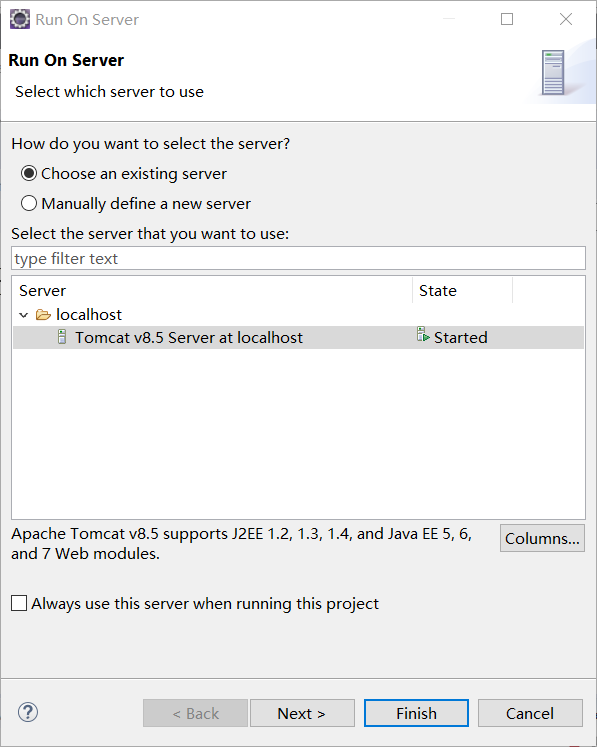 Run On Server
Run On Server
Select which server to use
How do you want to select the server?
Choose an existing server
Manually define a new server
Select the server that you want to use:
type filter text
Server State
localhost
Tomcat v8.5 Server at localhost Started
Apache Tomcat v8.5 supports J2EE 1.2, 1.3, 1.4, and Java EE 5, 6,
and 7 Web modules.
Columns...
Always use this server when running this project
? < Back Next > Finish Cancel